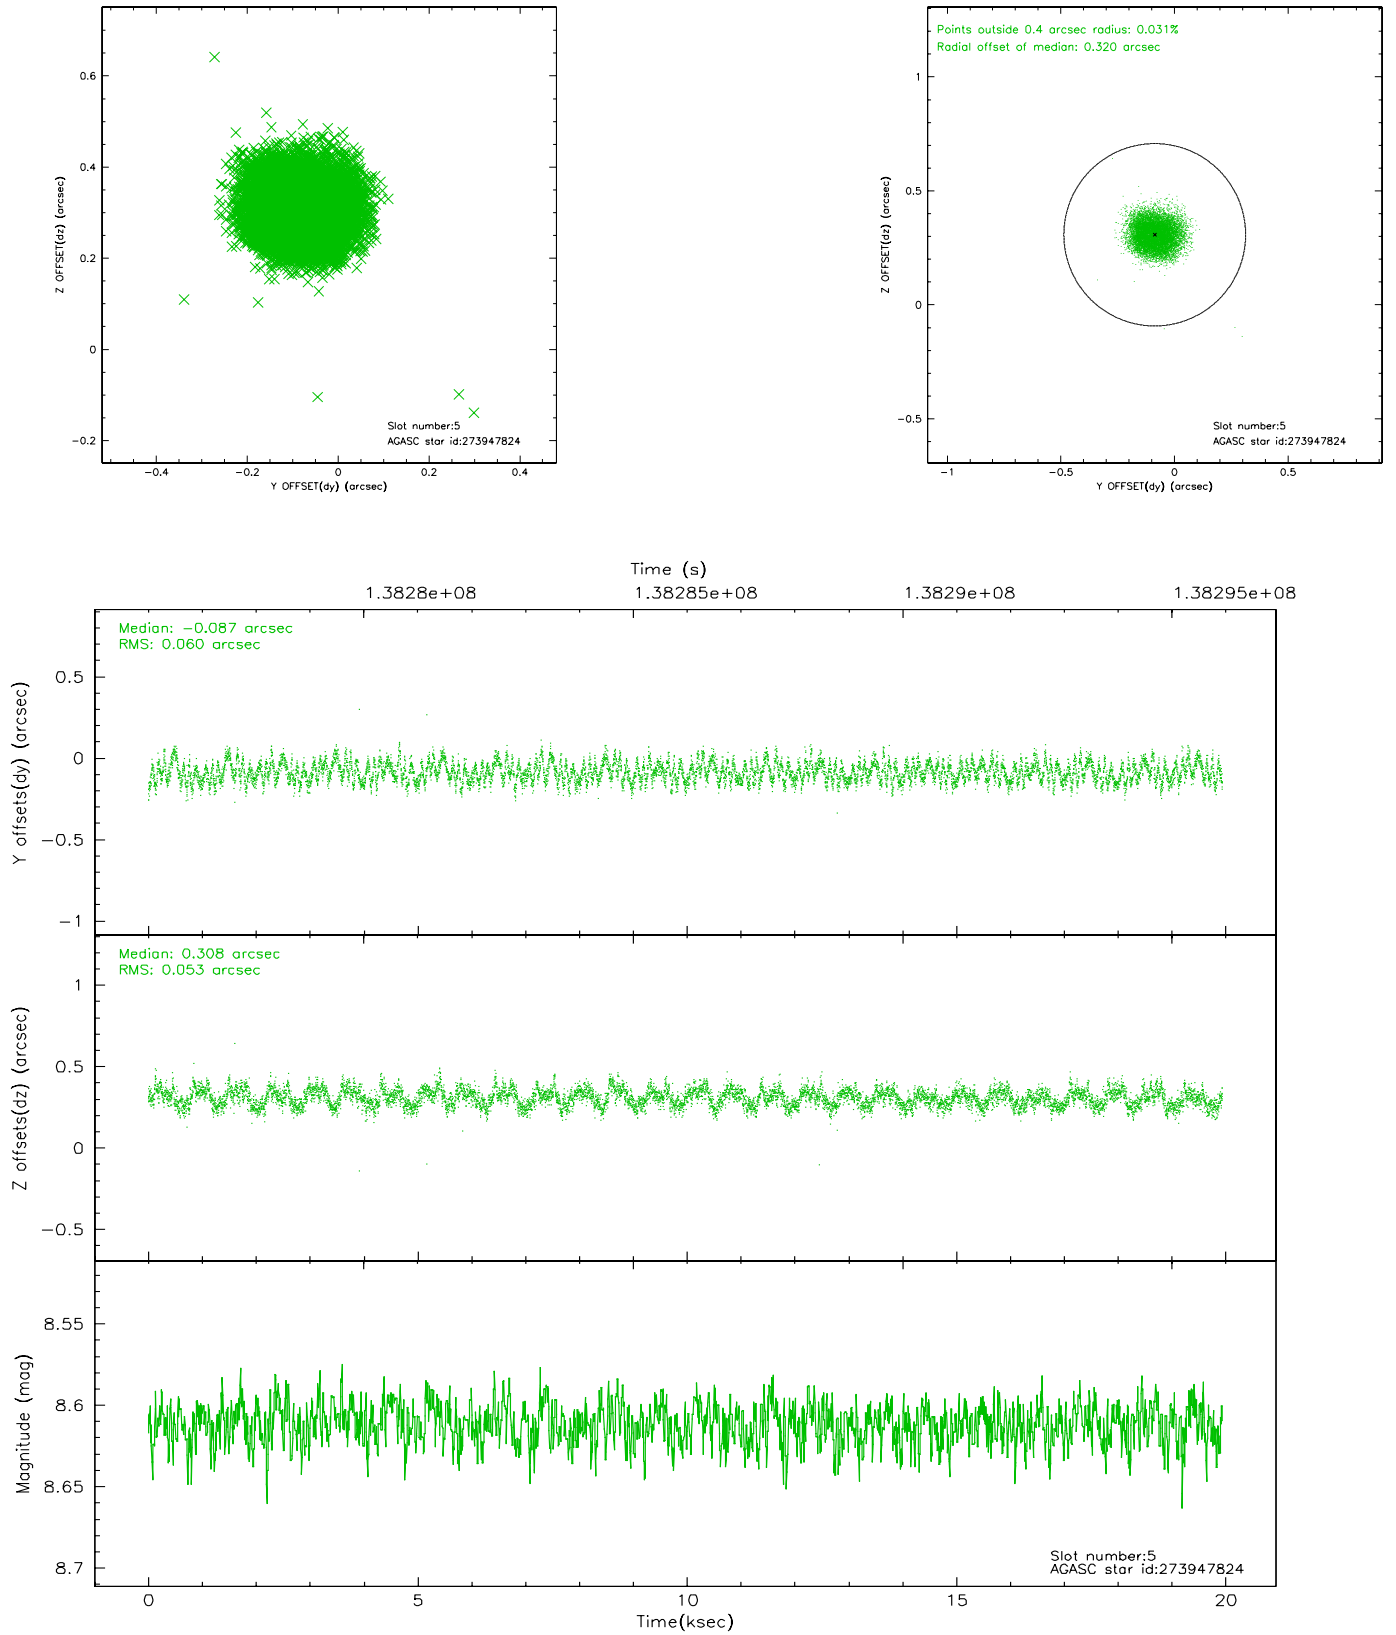 0.6
0.4
0.2
0
−0.2
Z OFFSET(dz) (arcsec)
Slot number:5
AGASC star id:273947824
−0.4 −0.2 0 0.2 0.4
Y OFFSET(dy) (arcsec)
Points outside 0.4 arcsec radius: 0.031%
Radial offset of median: 0.320 arcsec
1
0.5
0
−0.5
Z OFFSET(dz) (arcsec)
Slot number:5
AGASC star id:273947824
−1 −0.5 0 0.5
Y OFFSET(dy) (arcsec)
Time (s)
1.3828e+08 1.38285e+08 1.3829e+08 1.38295e+08
Median: −0.087 arcsec
RMS: 0.060 arcsec
0.5
0
−0.5
−1
Y offsets(dy) (arcsec)
Median: 0.308 arcsec
RMS: 0.053 arcsec
1
0.5
0
−0.5
Z offsets(dz) (arcsec)
8.55
8.6
8.65
8.7
Magnitude (mag)
Slot number:5
AGASC star id:273947824
0 5 10 15 20
Time(ksec)